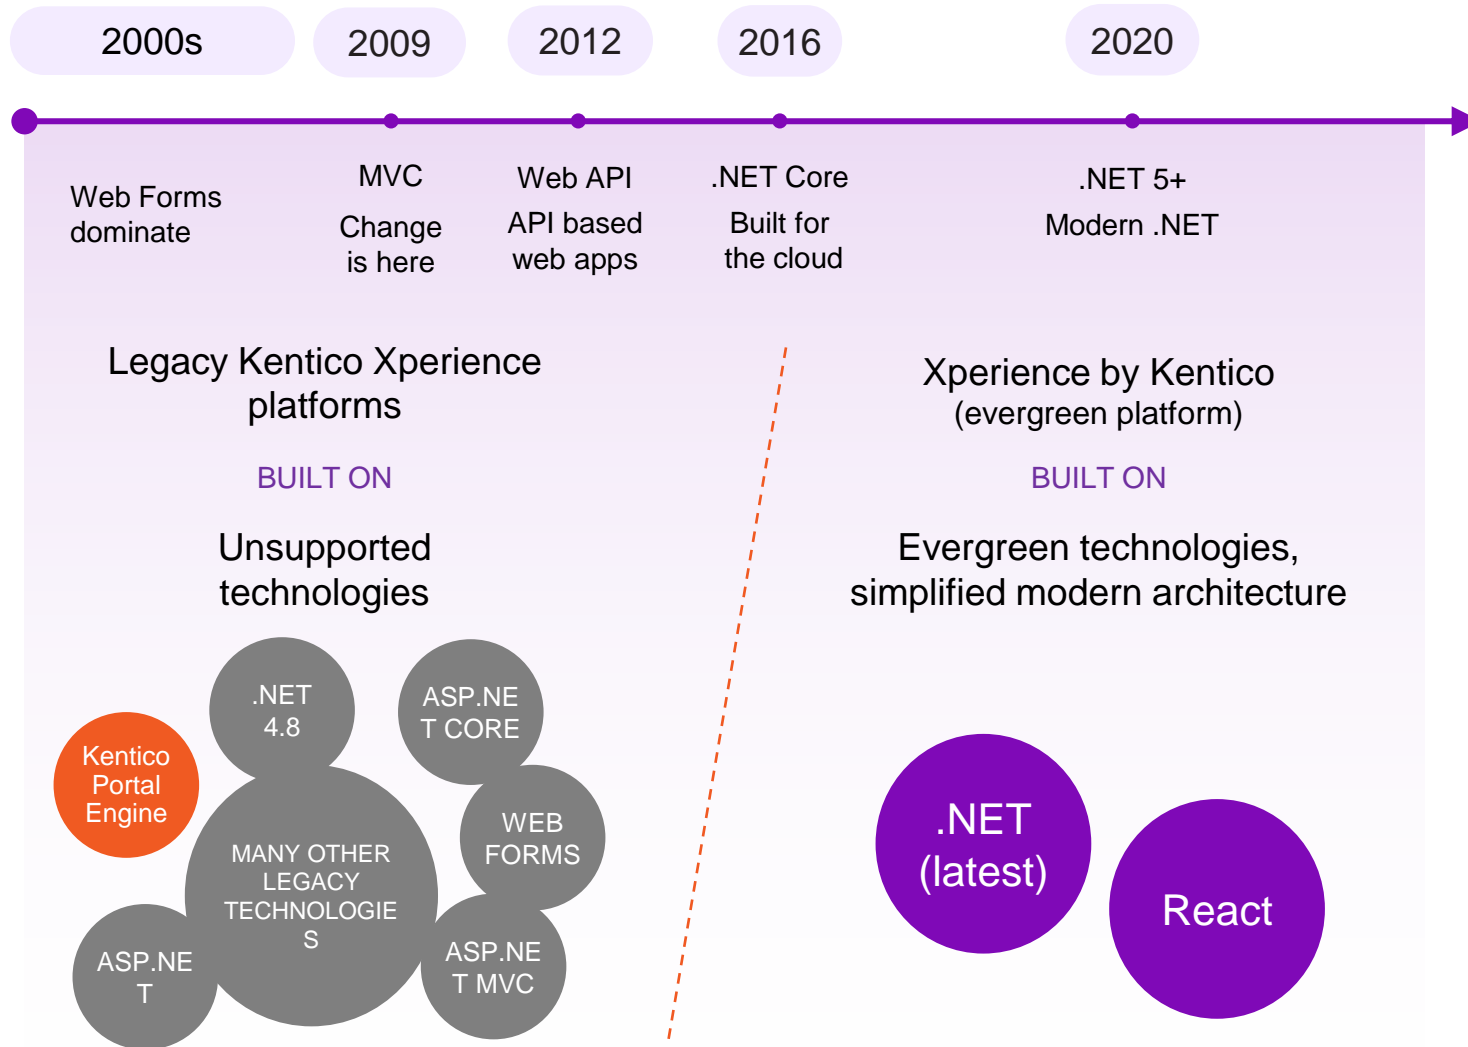 2000s
2009
2012
2016
2020
Web Forms
dominate
MVC
Change
is here
Web API
API based
web apps
.NET Core
Built for
the cloud
.NET 5+
Modern .NET
Legacy Kentico Xperience
platforms
BUILT ON
Unsupported
technologies
Xperience by Kentico
(evergreen platform)
BUILT ON
Evergreen technologies,
simplified modern architecture
.NET
4.8
ASP.NE
T CORE
Kentico
Portal
Engine
WEB
FORMS
MANY OTHER
LEGACY
TECHNOLOGIE
S
ASP.NE
T
ASP.NE
T MVC
.NET
(latest)
React